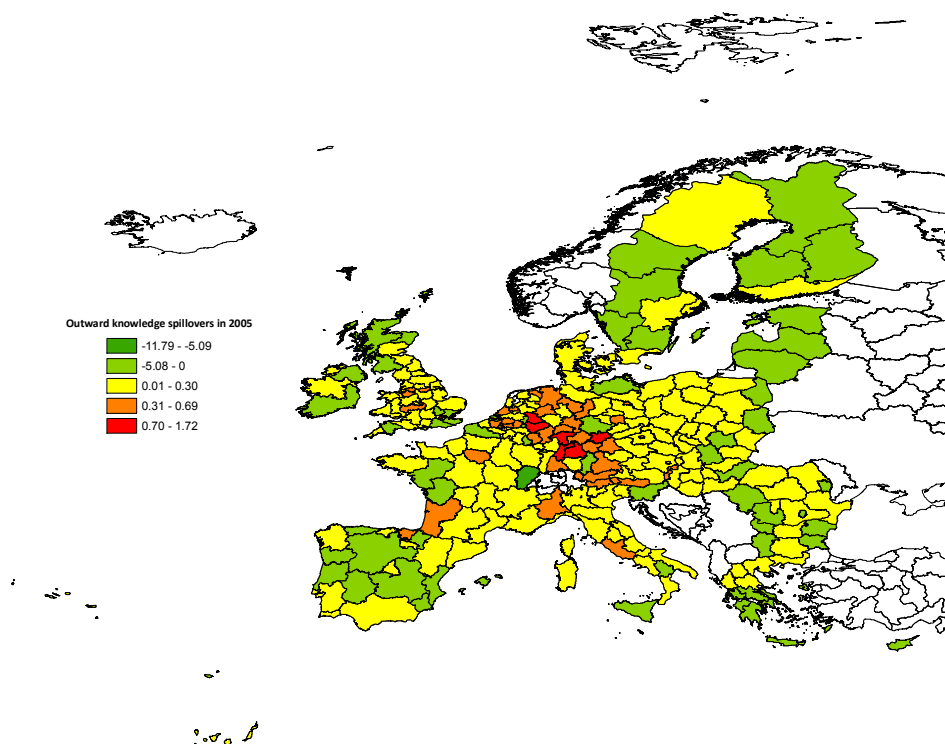 Outward knowledge spillovers in 2005
-11.79 - -5.09
-5.08 - 0
0.01 - 0.30
0.31 - 0.69
0.70 - 1.72